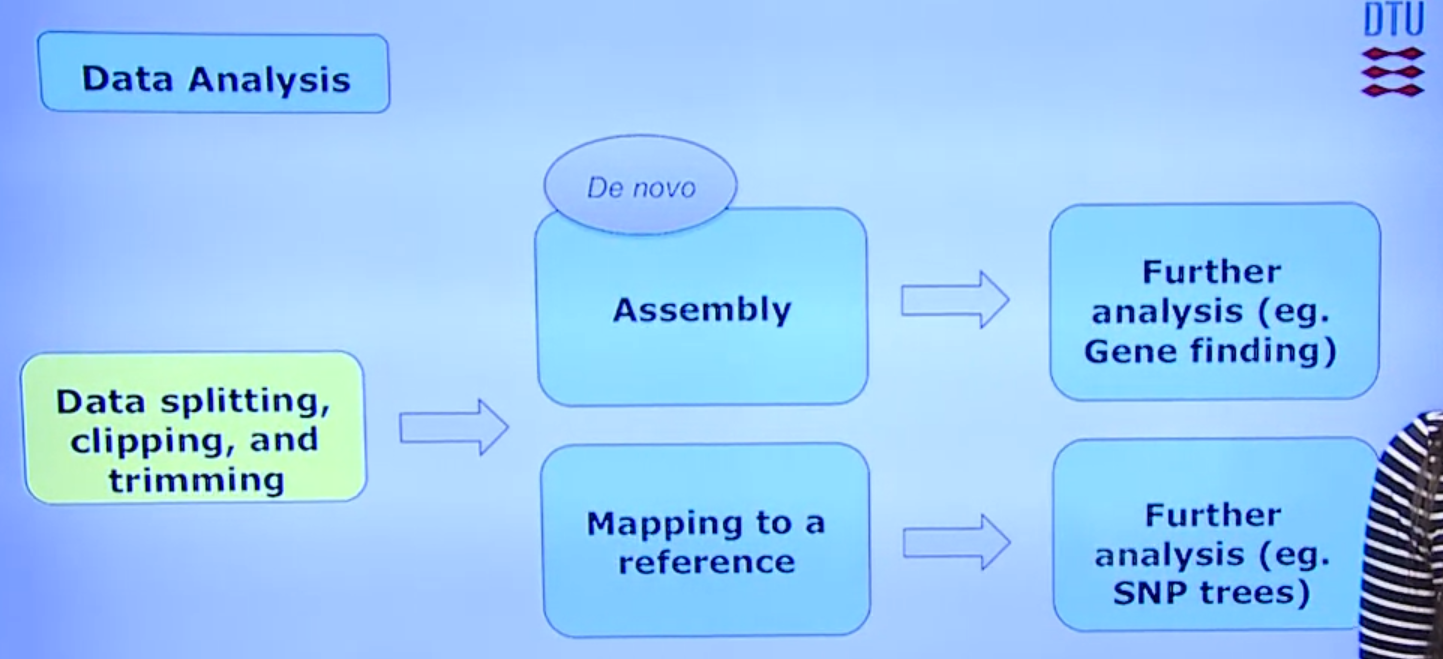 DTU
Data Analysis
De novo
Assembly
Further
analysis (eg.
Gene finding)
Data splitting,
clipping, and
trimming
Mapping to a
reference
Further
analysis (eg.
SNP trees)